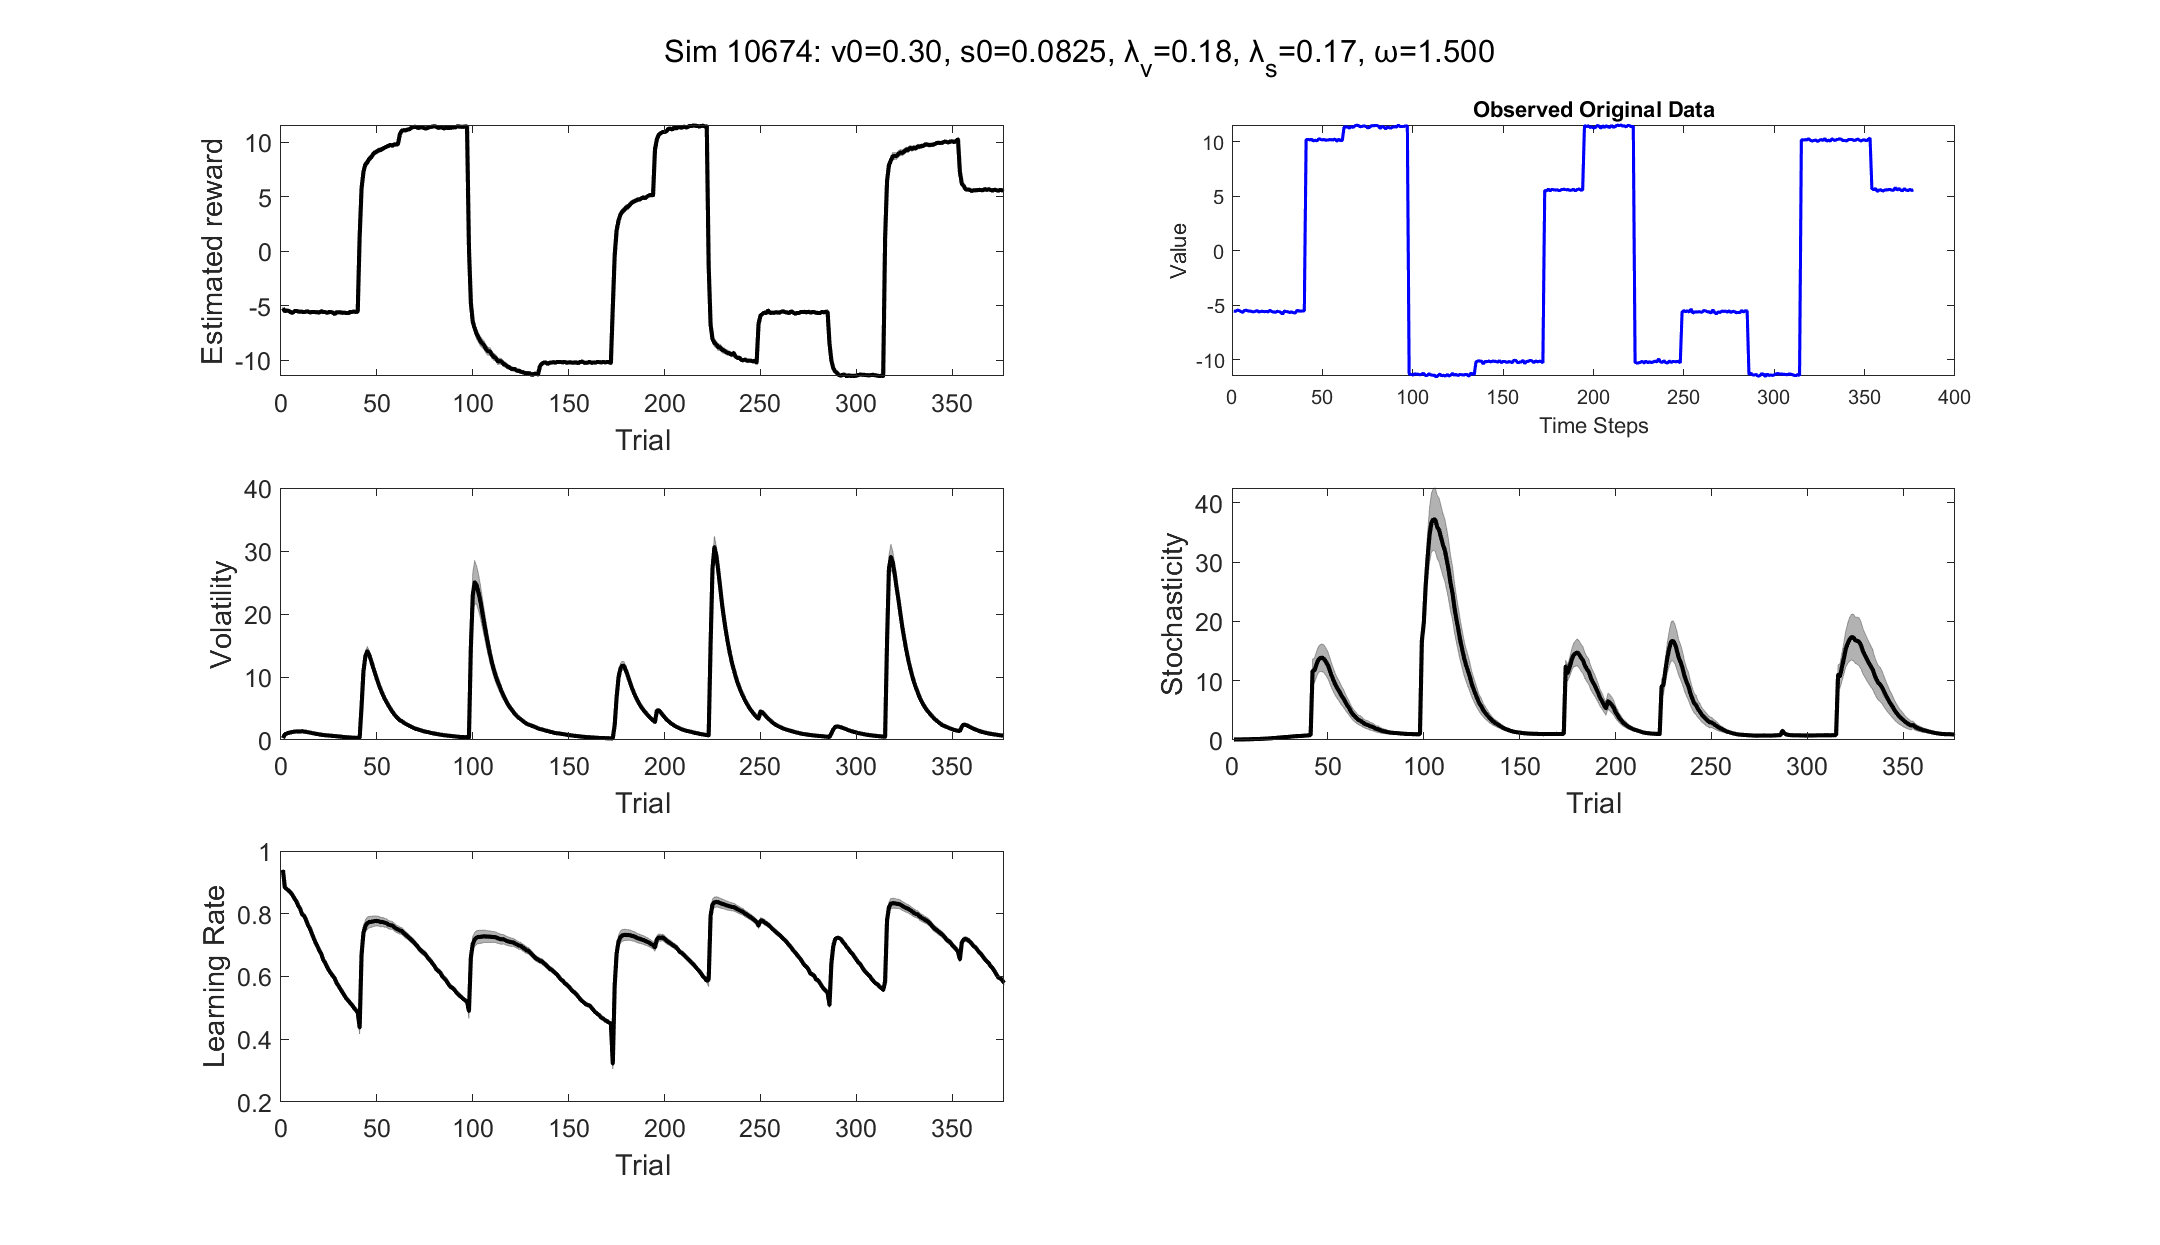 Sim 10674: v0=0.30, s0=0.0825, λv=0.18, λs=0.17, ω=1.500
Estimated reward
10
5
0
-5
-10
0 50 100 150 200 250 300 350
Trial
Observed Original Data
Value
10
5
0
-5
-10
0 50 100 150 200 250 300 350 400
Time Steps
Volatility
40
30
20
10
0
0 50 100 150 200 250 300 350
Trial
Stochasticity
40
30
20
10
0
0 50 100 150 200 250 300 350
Trial
Learning Rate
1
0.8
0.6
0.4
0.2
0 50 100 150 200 250 300 350
Trial